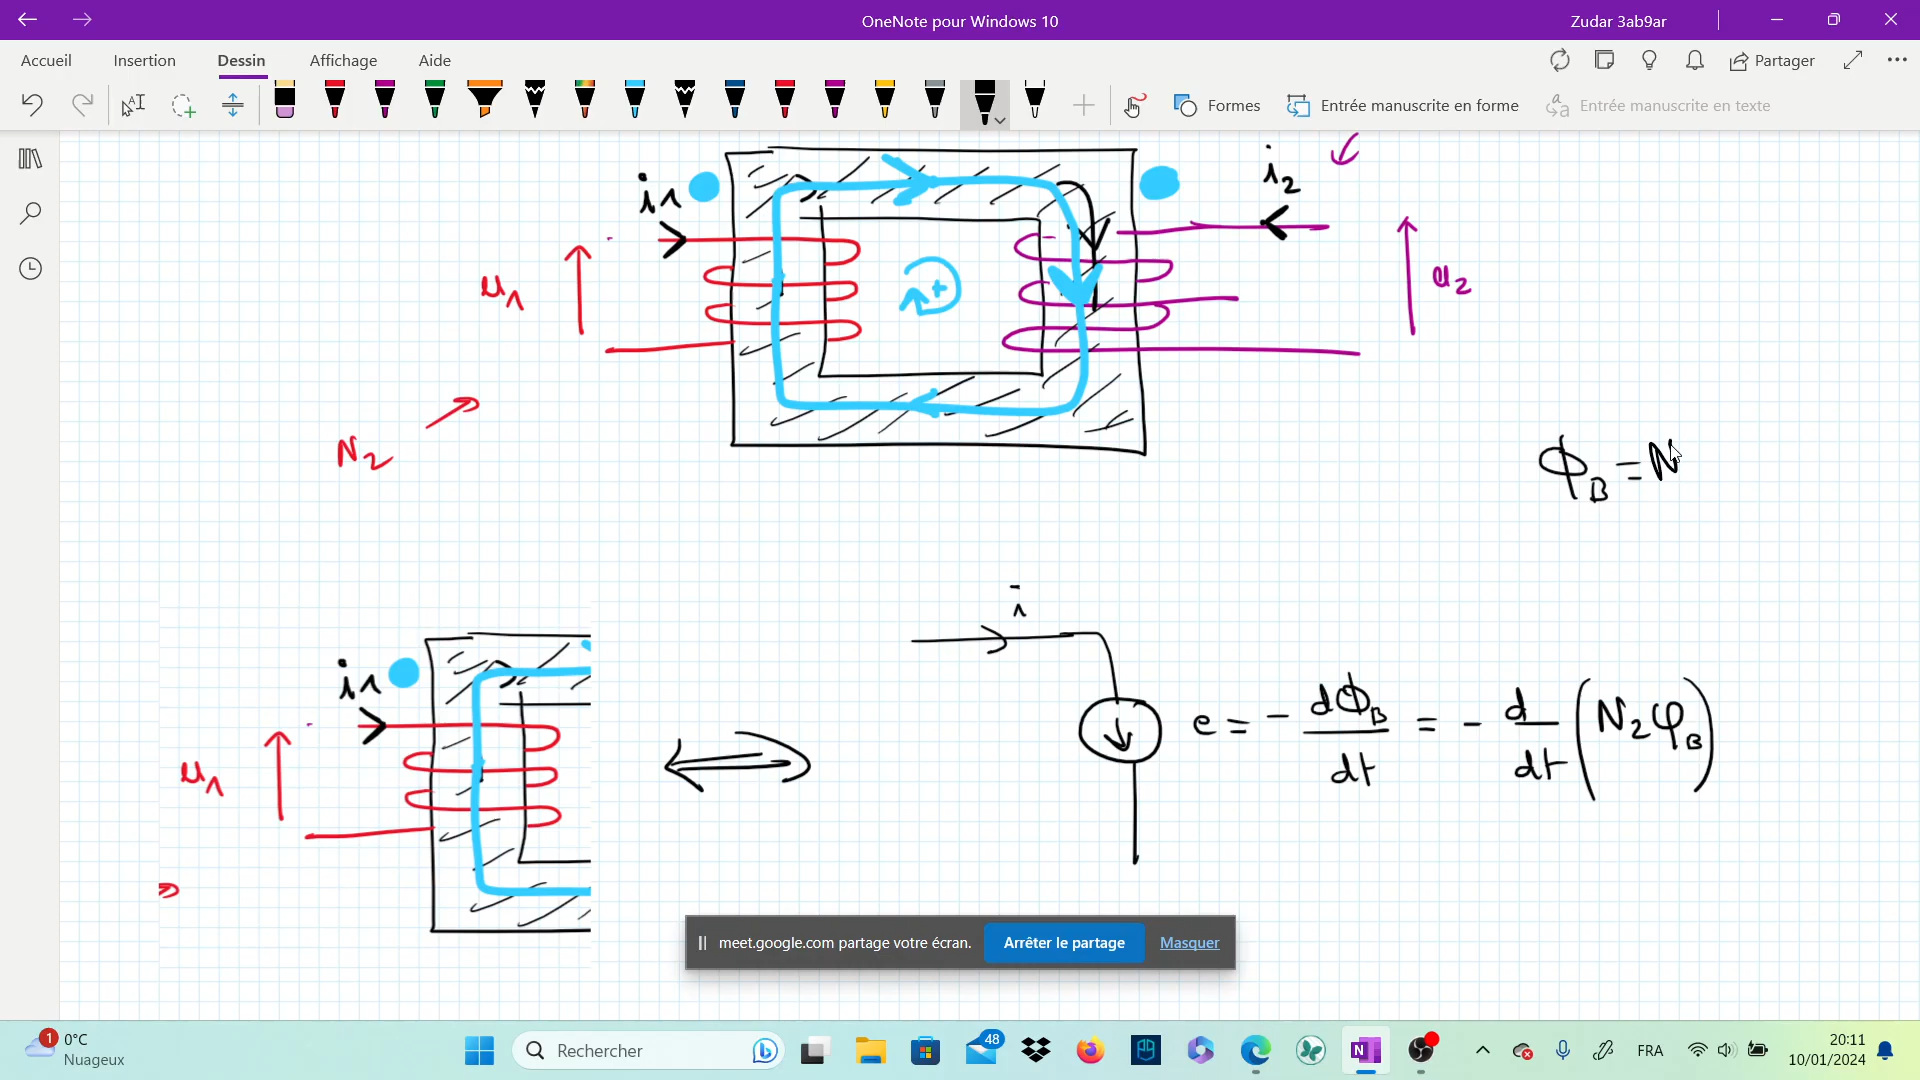 OneNote pour Windows 10
Zudar 3ab9ar
Accueil
Insertion
Dessin
Affichage
Aide
Partager
Formes
Entrée manuscrite en forme
Entrée manuscrite en texte
i1
i2
u1
+
u2
N2
ϕB = N
i
i1
u1
e = - dϕB/dt = - d/dt (N2 φB)
meet.google.com partage votre écran.
Arrêter le partage
Masquer
1
0°C
Nuageux
Rechercher
48
FRA
20:11
10/01/2024